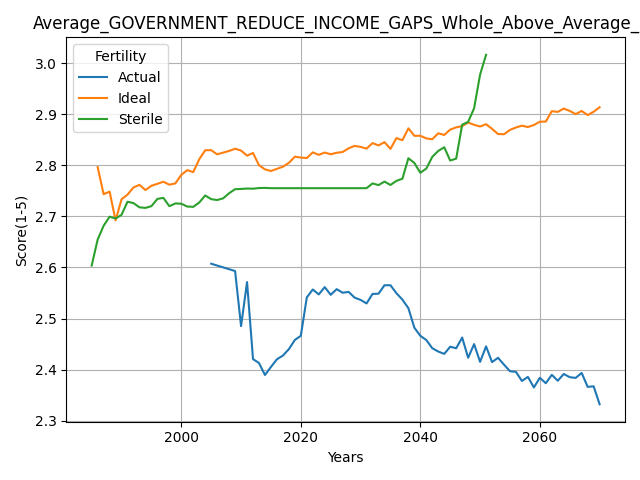 Average_GOVERNMENT_REDUCE_INCOME_GAPS_Whole_Above_Average_
Score(1-5)
3.0
2.9
2.8
2.7
2.6
2.5
2.4
2.3
Fertility
Actual
Ideal
Sterile
2000 2020 2040 2060
Years